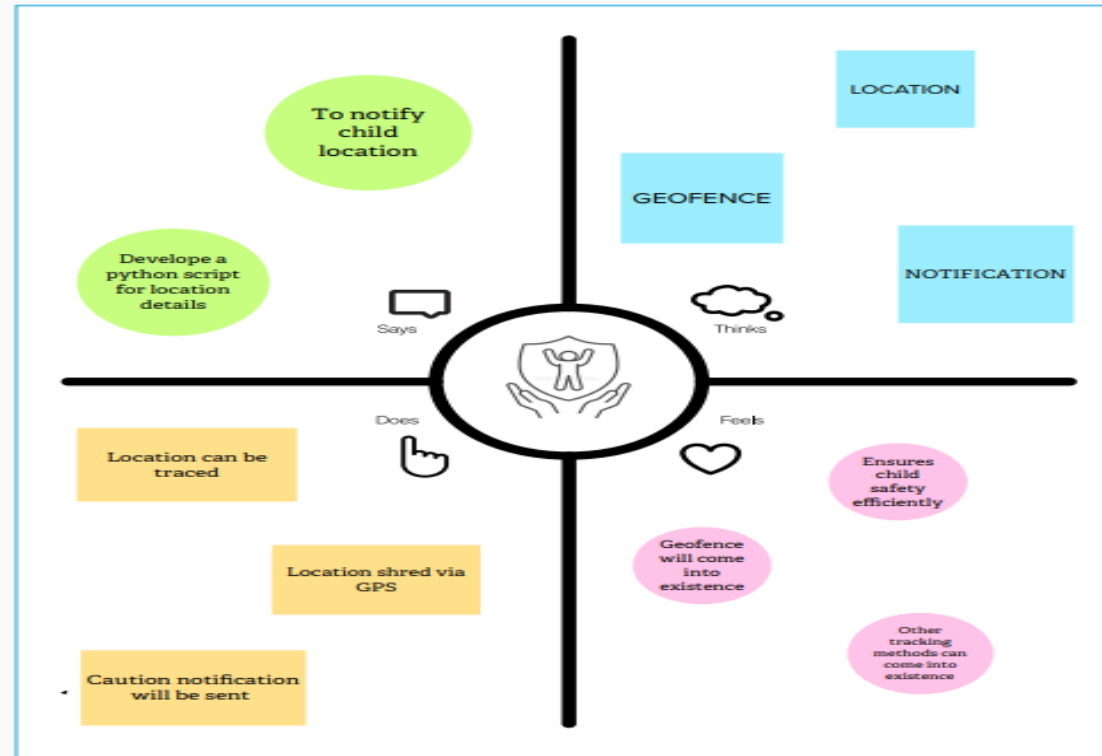 To notify
child
location
Develope a
python script
for location
details
Says
LOCATION
GEOFENCE
NOTIFICATION
Thinks
Does
Location can be
traced
Location shred via
GPS
Caution notification
will be sent
Feels
Ensures
child
safety
efficiently
Geofence
will come
into
existence
Other
tracking
methods can
come into
existence